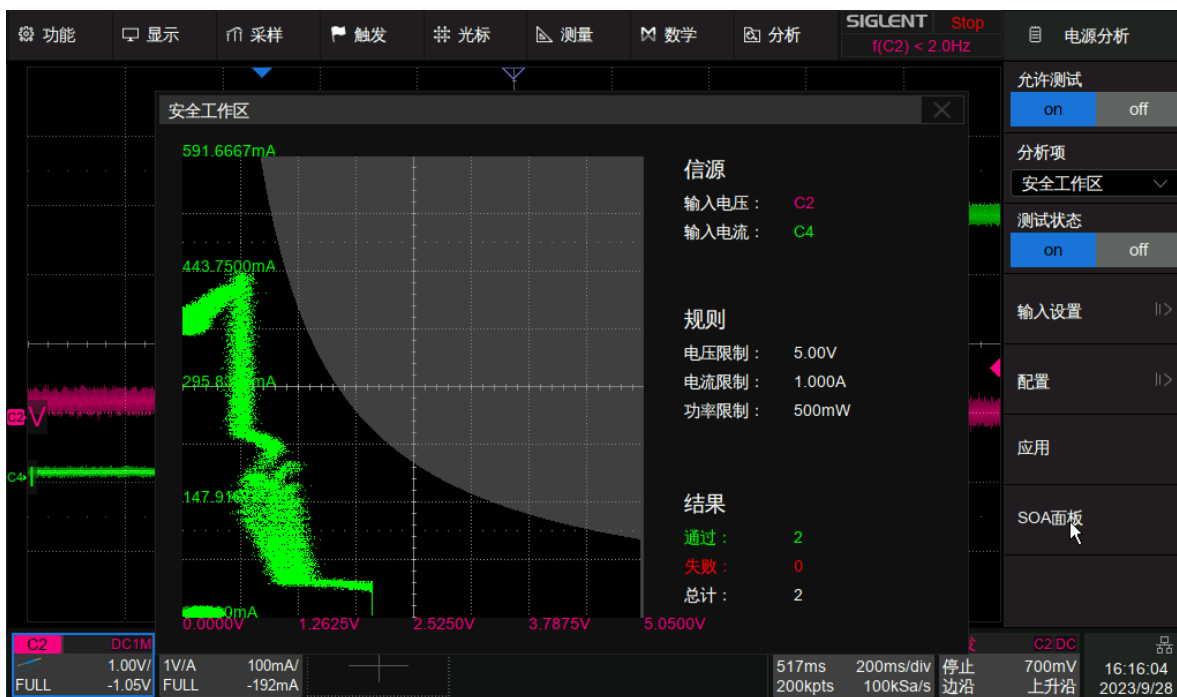 功能 显示 采样 触发 光标 测量 数学 分析 SIGLENT Stop 电源分析
f(C2) < 2.0Hz
允许测试
on off
分析项
安全工作区
测试状态
on off
输入设置
配置
应用
SOA面板
安全工作区
591.6667mA
443.7500mA
0.0000V 1.2625V 2.5250V 3.7875V 5.0500V
信源
输入电压： C2
输入电流： C4
规则
电压限制： 5.00V
电流限制： 1.000A
功率限制： 500mW
结果
通过： 2
失败： 0
总计： 2
C2 V
C4 I
C2 DC1M
1.00V/ 1V/A 100mA/
FULL -1.05V FULL -192mA
517ms 200ms/div 停止 700mV
200kpts 100kSa/s 边沿 上升沿
C2 DC
16:16:04
2023/9/28